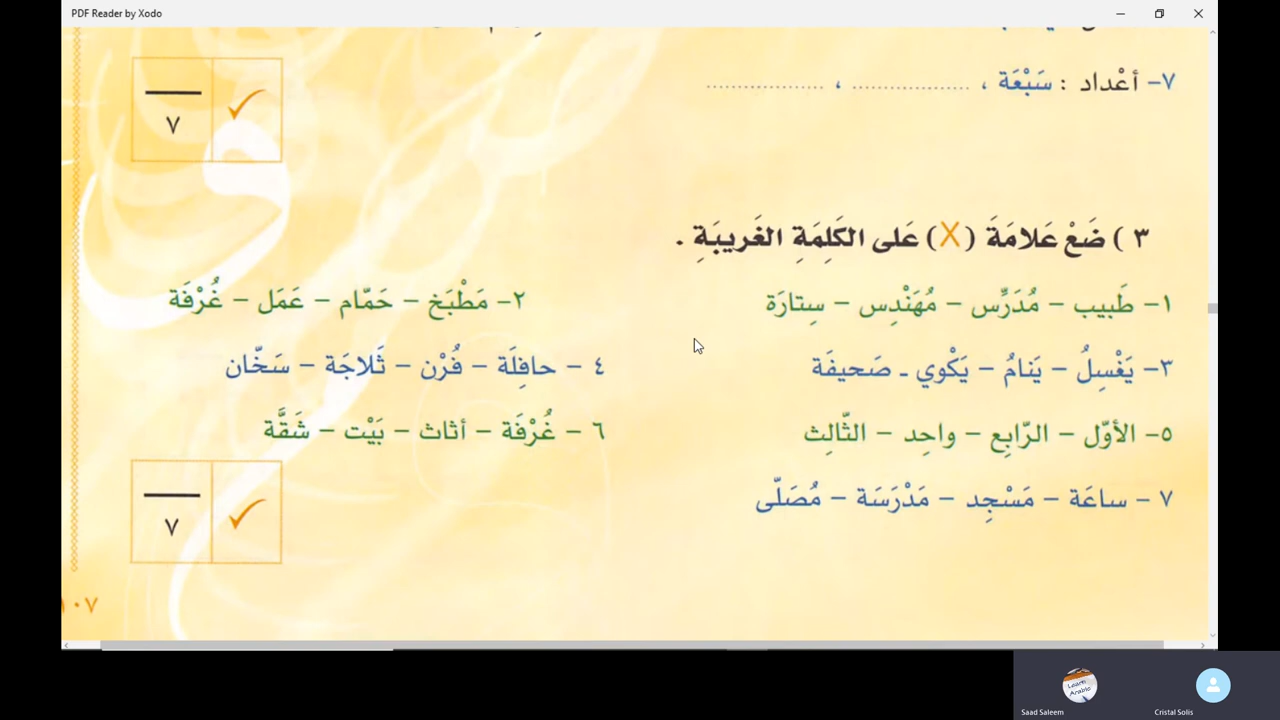 PDF Reader by Xodo
٧- أعْداد : سَبْعَة ، .................. ، ..................
٧
٣ ) ضَعْ عَلامَةَ (X) عَلى الكَلِمَةِ الغَريبَةِ .
١- طَبيب - مُدَرِّس - مُهَنْدِس - سِتارَة
٢- مَطْبَخ - حَمّام - عَمَل - غُرْفَة
٣- يَغْسِلُ - يَنامُ - يَكْوي - صَحيفَة
٤ - حافِلَة - فُرْن - ثَلاجَة - سَخّان
٥- الأوّل - الرّابِع - واحِد - الثّالِث
٦ - غُرْفَة - أثاث - بَيْت - شَقَّة
٧ - ساعَة - مَسْجِد - مَدْرَسَة - مُصَلّى
٧
١٠٧
Learn Arabic
Saad Saleem
Cristal Solis